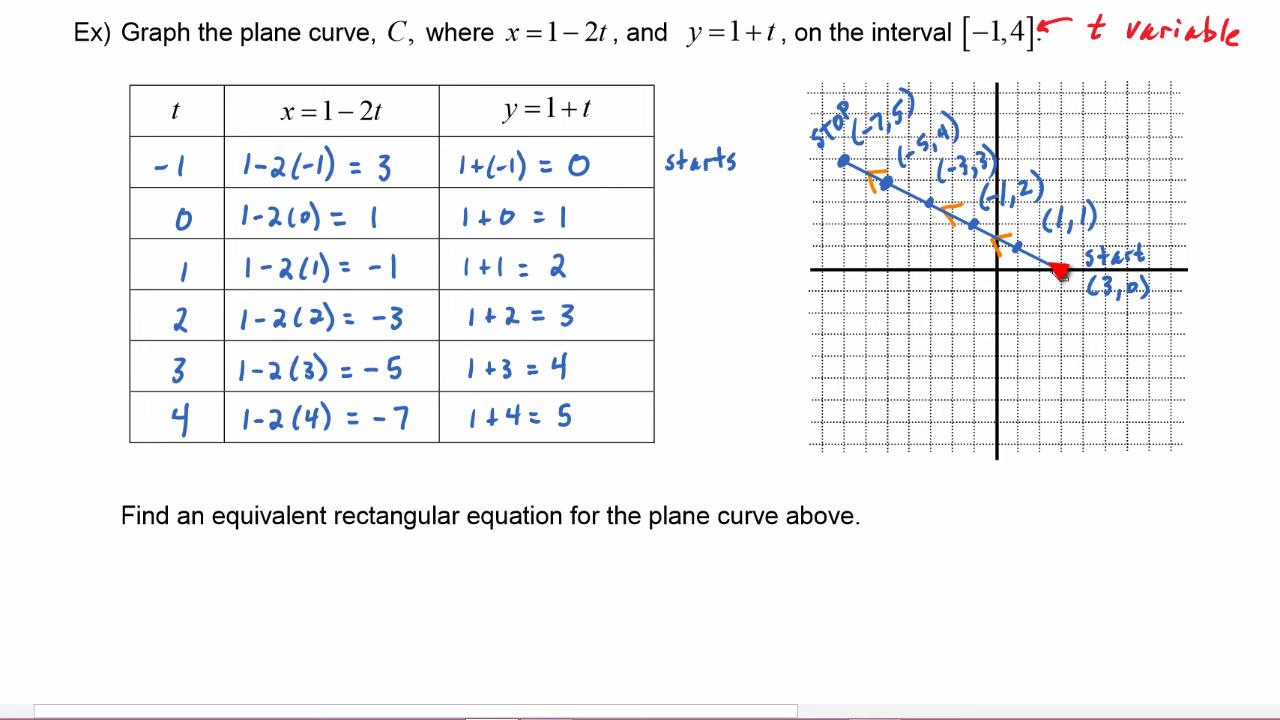 Ex) Graph the plane curve, C, where x = 1 − 2t, and y = 1 + t, on the interval [−1, 4]. ← t variable
t x = 1 − 2t y = 1 + t
-1 1-2(-1) = 3 1+(-1) = 0 starts
0 1-2(0) = 1 1+0 = 1
1 1-2(1) = -1 1+1 = 2
2 1-2(2) = -3 1+2 = 3
3 1-2(3) = -5 1+3 = 4
4 1-2(4) = -7 1+4 = 5
STOP (-7,5)
(-5,4)
(-3,3)
(-1,2)
(1,1)
start
(3,0)
Find an equivalent rectangular equation for the plane curve above.